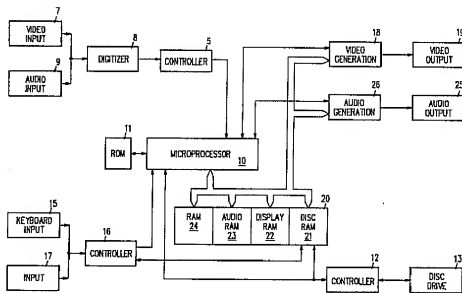 7
VIDEO
INPUT
9
AUDIO
INPUT
8
DIGITIZER
5
CONTROLLER
18
VIDEO
GENERATION
19
VIDEO
OUTPUT
26
AUDIO
GENERATION
25
AUDIO OUTPUT
11
ROM
MICROPROCESSOR
10
15
KEYBOARD
INPUT
17
INPUT
16
CONTROLLER
20
RAM
24
AUDIO
RAM
23
DISPLAY
RAM
22
DISC
RAM
21
12
CONTROLLER
13
DISC
DRIVE